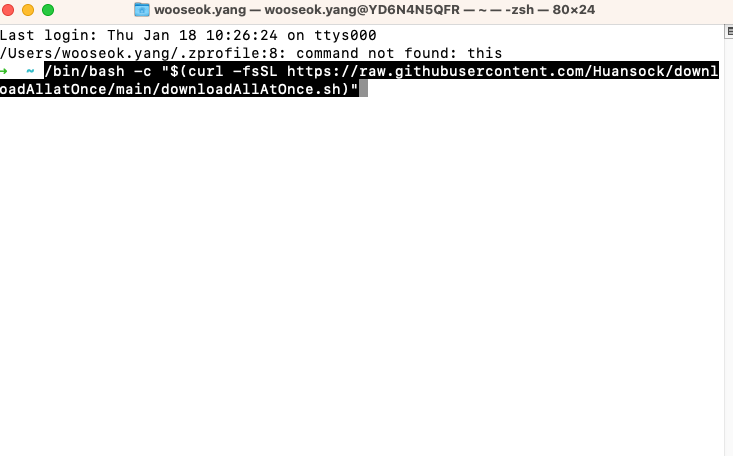 wooseok.yang — wooseok.yang@YD6N4N5QFR — ~ — -zsh — 80×24
Last login: Thu Jan 18 10:26:24 on ttys000
/Users/wooseok.yang/.zprofile:8: command not found: this
➜  ~ /bin/bash -c "$(curl -fsSL https://raw.githubusercontent.com/Huansock/downl
oadAllatOnce/main/downloadAllAtOnce.sh)"